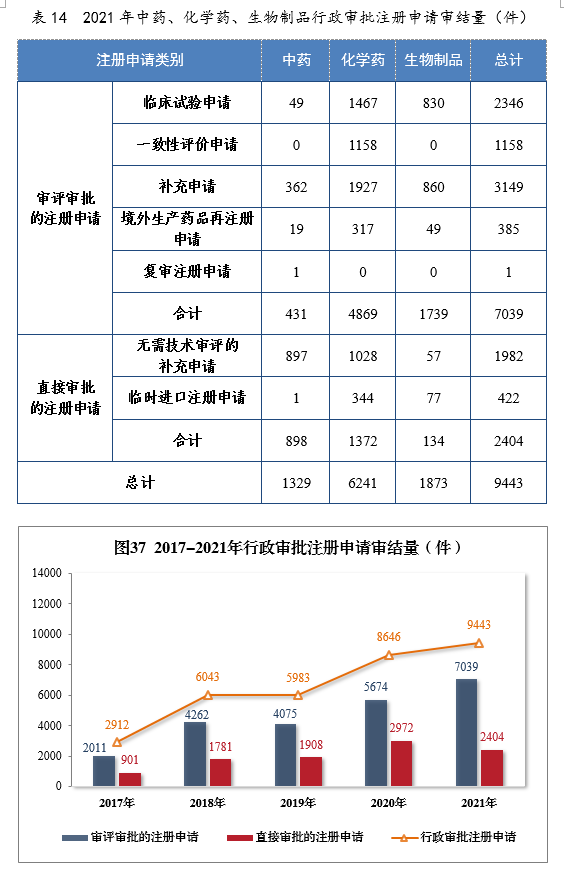 表 14 2021 年中药、化学药、生物制品行政审批注册申请审结量（件）
注册申请类别 中药 化学药 生物制品 总计
审评审批
的注册申请
临床试验申请 49 1467 830 2346
一致性评价申请 0 1158 0 1158
补充申请 362 1927 860 3149
境外生产药品再注册
申请 19 317 49 385
复审注册申请 1 0 0 1
合计 431 4869 1739 7039
直接审批
的注册申请
无需技术审评的
补充申请 897 1028 57 1982
临时进口注册申请 1 344 77 422
合计 898 1372 134 2404
总计 1329 6241 1873 9443
图37 2017-2021年行政审批注册申请审结量（件）
14000
12000
10000
8000
6000
4000
2000
0
2912 6043 5983 8646 9443
2011 4262 4075 5674 7039
901 1781 1908 2972 2404
2017年 2018年 2019年 2020年 2021年
审评审批的注册申请 直接审批的注册申请 行政审批注册申请